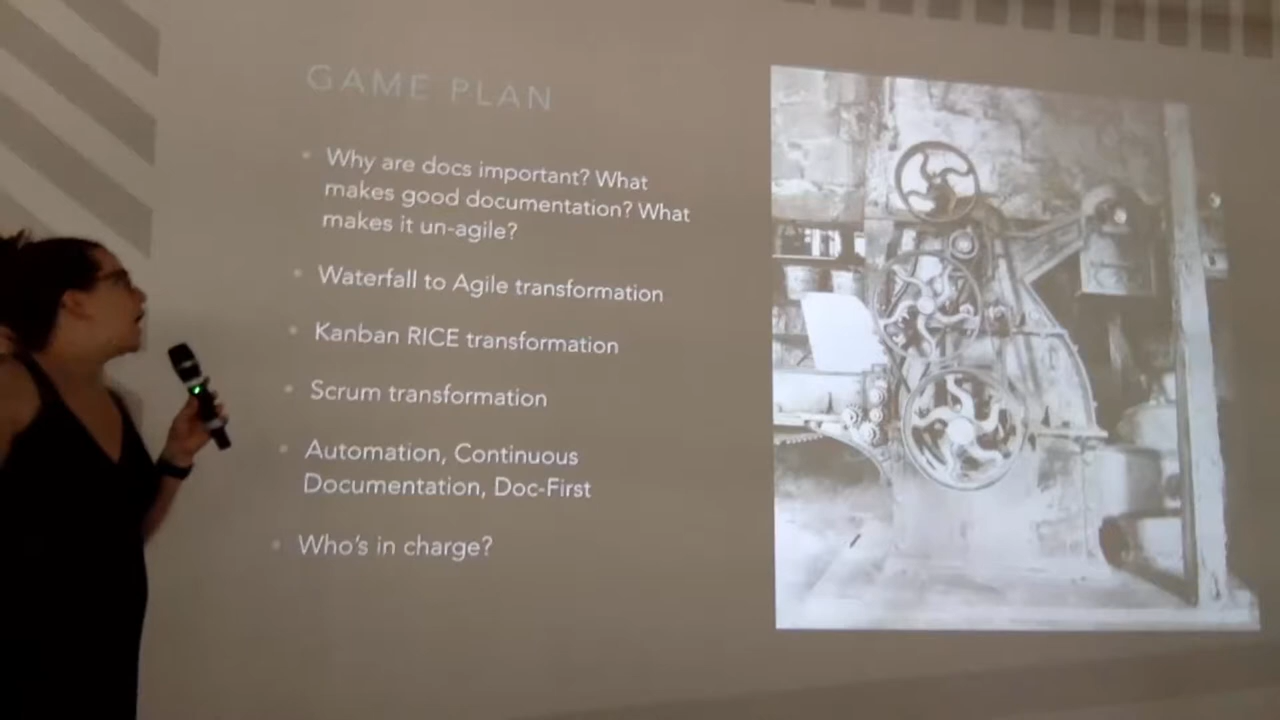 GAME PLAN
Why are docs important? What
makes good documentation? What
makes it un-agile?
Waterfall to Agile transformation
Kanban RICE transformation
Scrum transformation
Automation, Continuous
Documentation, Doc-First
Who's in charge?